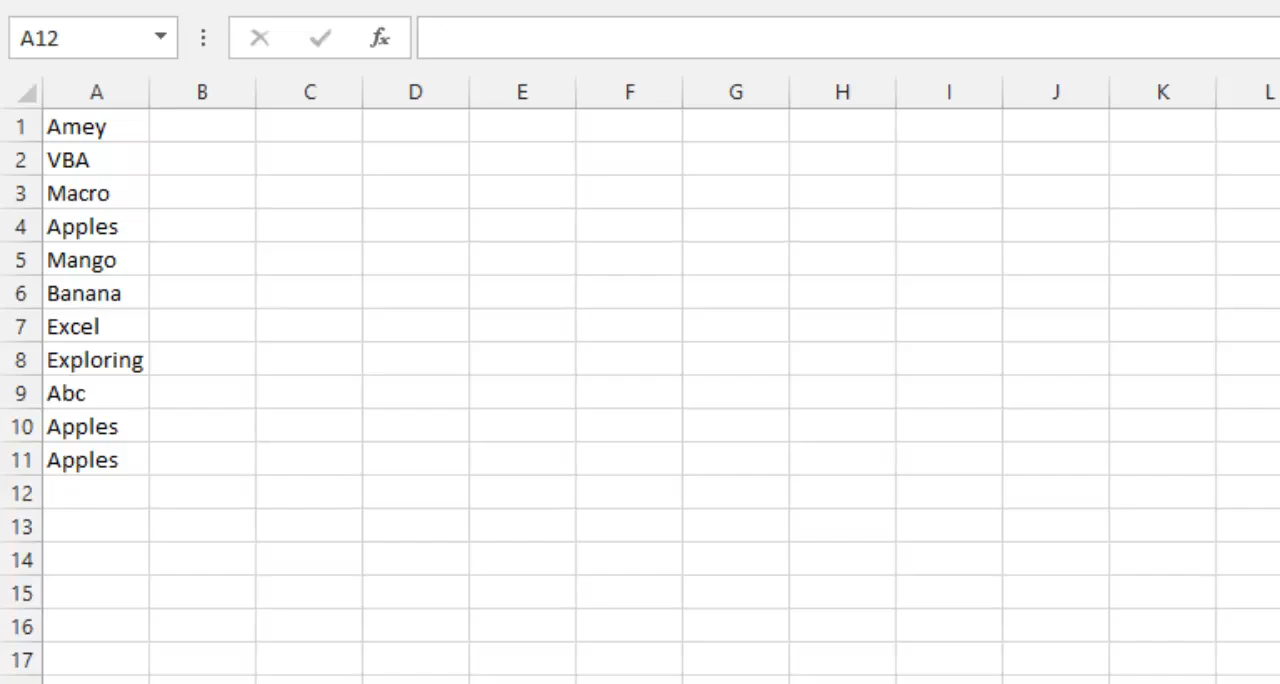 A12 fx
A B C D E F G H I J K L
1 Amey
2 VBA
3 Macro
4 Apples
5 Mango
6 Banana
7 Excel
8 Exploring
9 Abc
10 Apples
11 Apples
12
13
14
15
16
17